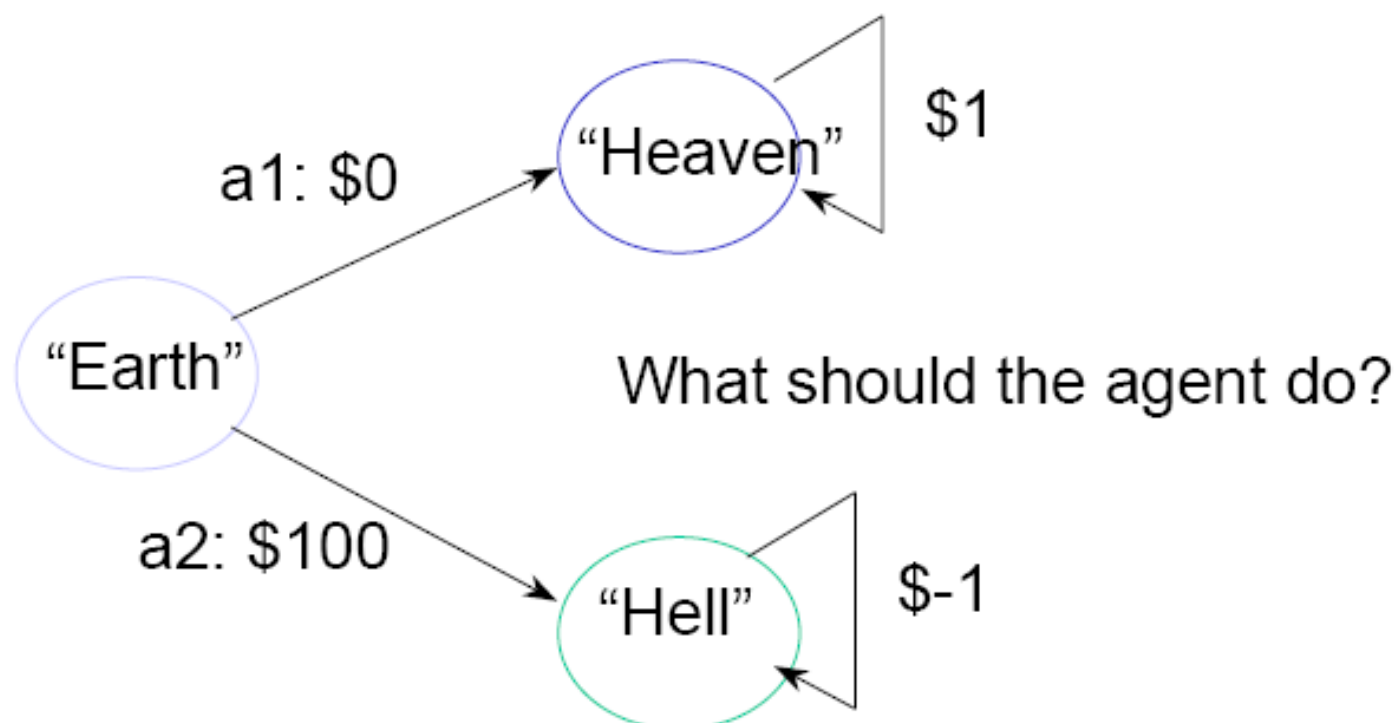 “Heaven”
$1
a1: $0
“Earth”
What should the agent do?
a2: $100
“Hell”
$-1